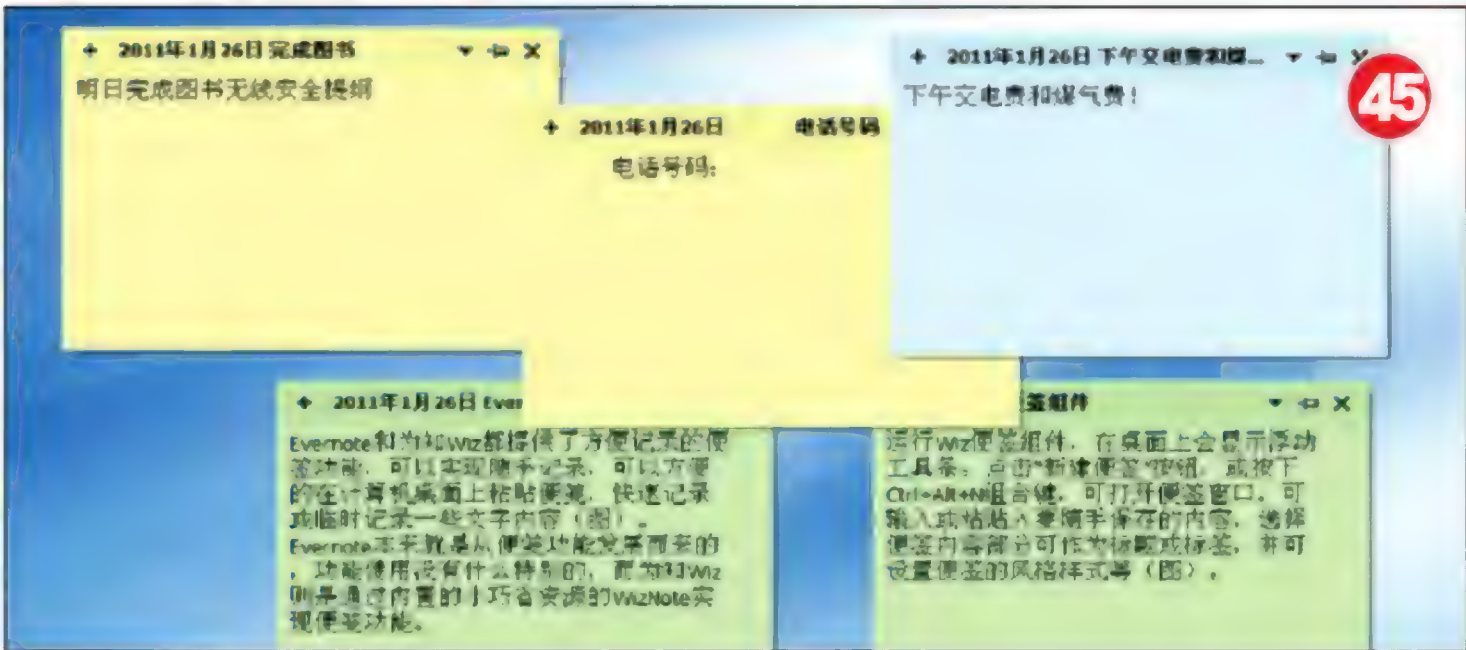 2011年1月26日 完成图书
明日完成图书无线安全提纲
2011年1月26日 电话号码
电话号码:
2011年1月26日 下午交电费和煤...
下午交电费和煤气费!
45
2011年1月26日 Ever
Evernote和为知Wiz都提供了方便记录的便
签功能,可以实现随手记录,可以方便
的在计算机桌面上粘贴便笺,快速记录
或临时记录一些文字内容(图)。
Evernote本来就是从便签功能发展而来的
,功能使用没有什么特别的,而为知Wiz
则是通过内置的小巧省资源的WizNote实
现便签功能。
签组件
运行Wiz便签组件,在桌面上会显示浮动
工具条,点击“新建便签”按钮,或按下
Ctrl+Alt+N组合键,可打开便签窗口。可
输入或粘贴入要随手保存的内容,选择
便签内容部分可作为标题或标签,并可
设置便签的风格样式等(图)。